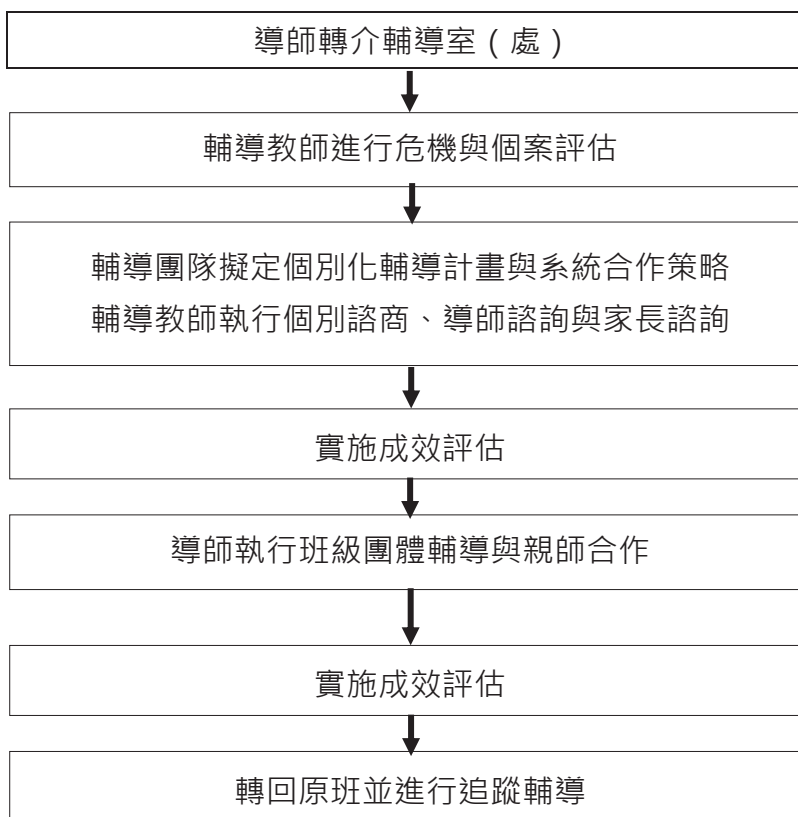 導師轉介輔導室(處)
輔導教師進行危機與個案評估
輔導團隊擬定個別化輔導計畫與系統合作策略
輔導教師執行個別諮商、導師諮詢與家長諮詢
實施成效評估
導師執行班級團體輔導與親師合作
實施成效評估
轉回原班並進行追蹤輔導